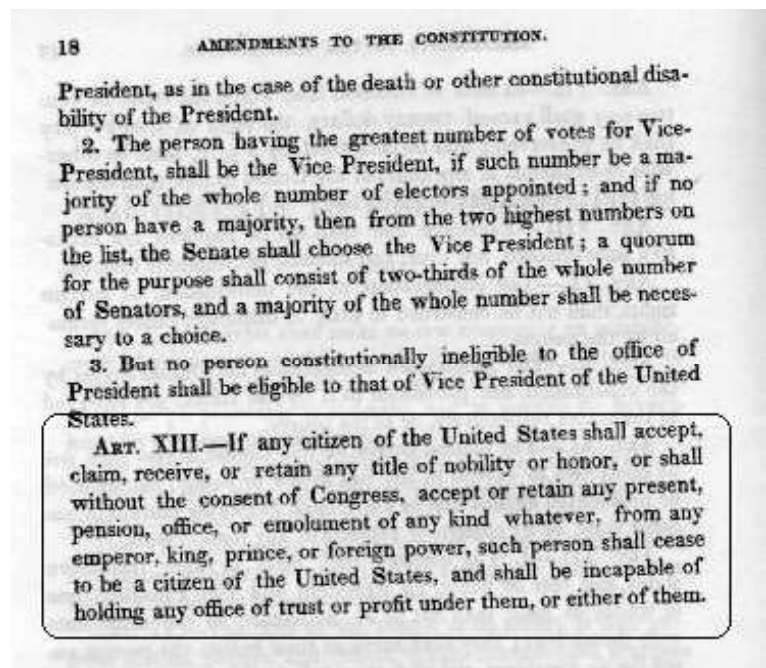 18 AMENDMENTS TO THE CONSTITUTION.
President, as in the case of the death or other constitutional disa-
bility of the President.
2. The person having the greatest number of votes for Vice-
President, shall be the Vice President, if such number be a ma-
jority of the whole number of electors appointed; and if no
person have a majority, then from the two highest numbers on
the list, the Senate shall choose the Vice President; a quorum
for the purpose shall consist of two-thirds of the whole number
of Senators, and a majority of the whole number shall be neces-
sary to a choice.
3. But no person constitutionally ineligible to the office of
President shall be eligible to that of Vice President of the United
States.
ART. XIII.—If any citizen of the United States shall accept,
claim, receive, or retain any title of nobility or honor, or shall
without the consent of Congress, accept or retain any present,
pension, office, or emolument of any kind whatever, from any
emperor, king, prince, or foreign power, such person shall cease
to be a citizen of the United States, and shall be incapable of
holding any office of trust or profit under them, or either of them.